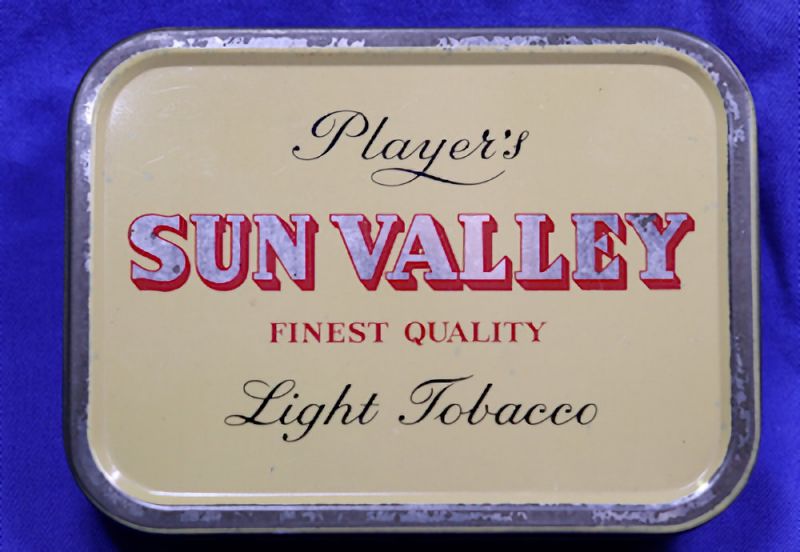 Player's
SUN VALLEY
FINEST QUALITY
Light Tobacco